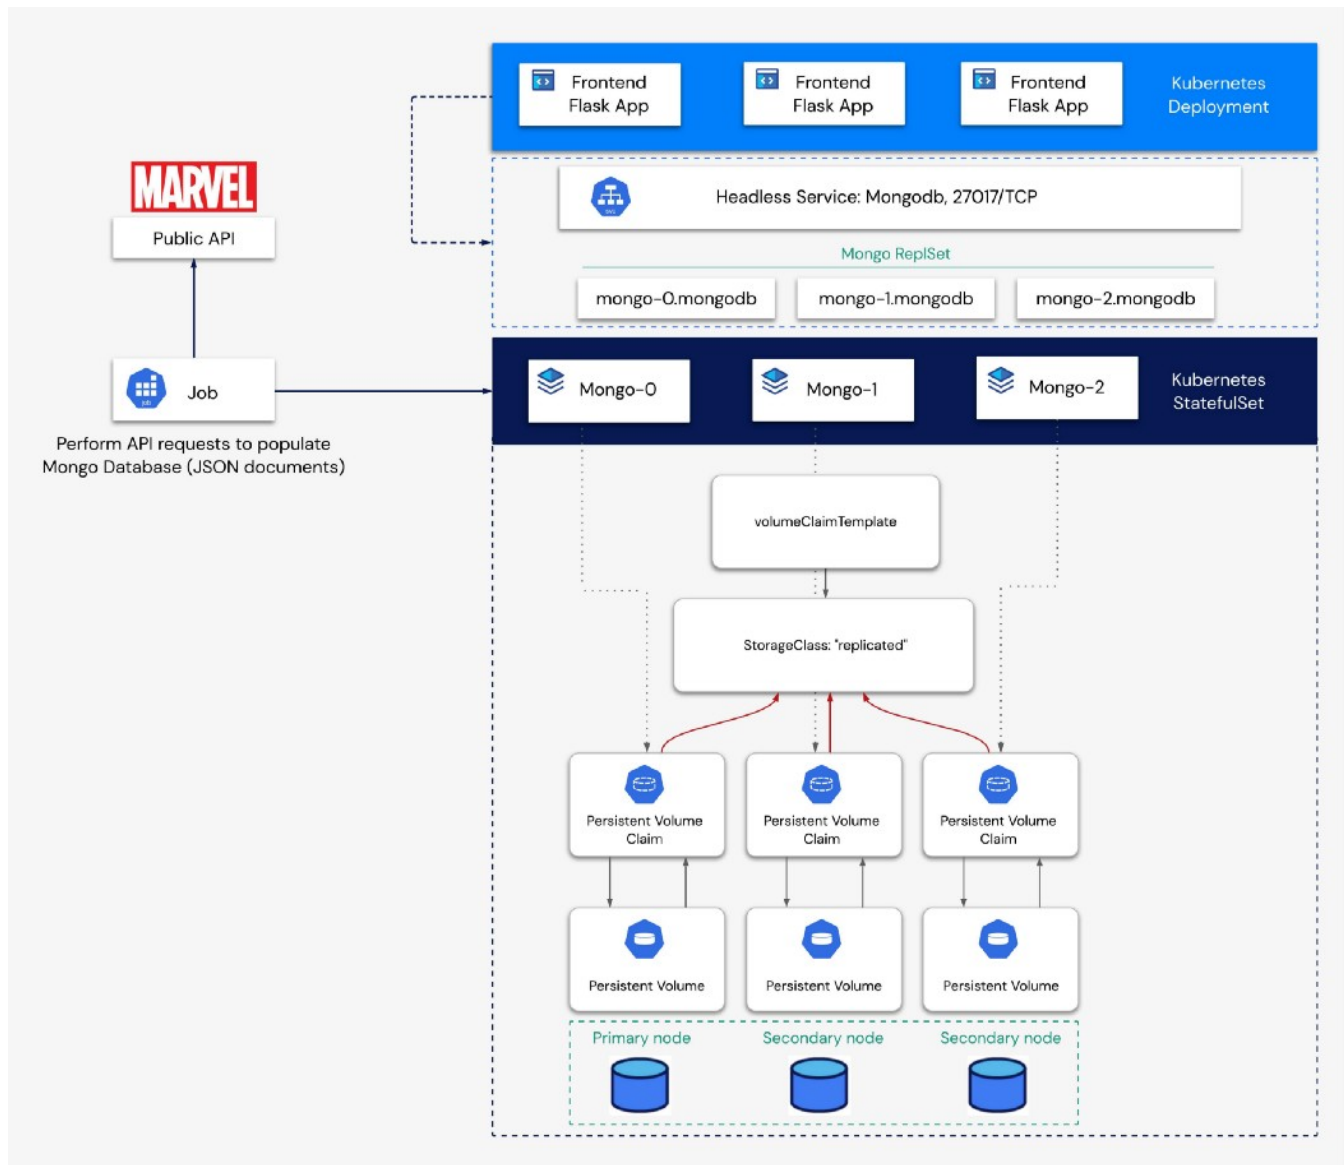 Frontend
Flask App
Frontend
Flask App
Frontend
Flask App
Kubernetes
Deployment
MARVEL
Public API
svc
Headless Service: Mongodb, 27017/TCP
Mongo ReplSet
mongo-0.mongodb
mongo-1.mongodb
mongo-2.mongodb
job
Job
Perform API requests to populate
Mongo Database (JSON documents)
Mongo-0
Mongo-1
Mongo-2
Kubernetes
StatefulSet
volumeClaimTemplate
StorageClass: "replicated"
Persistent Volume
Claim
Persistent Volume
Claim
Persistent Volume
Claim
Persistent Volume
Persistent Volume
Persistent Volume
Primary node
Secondary node
Secondary node